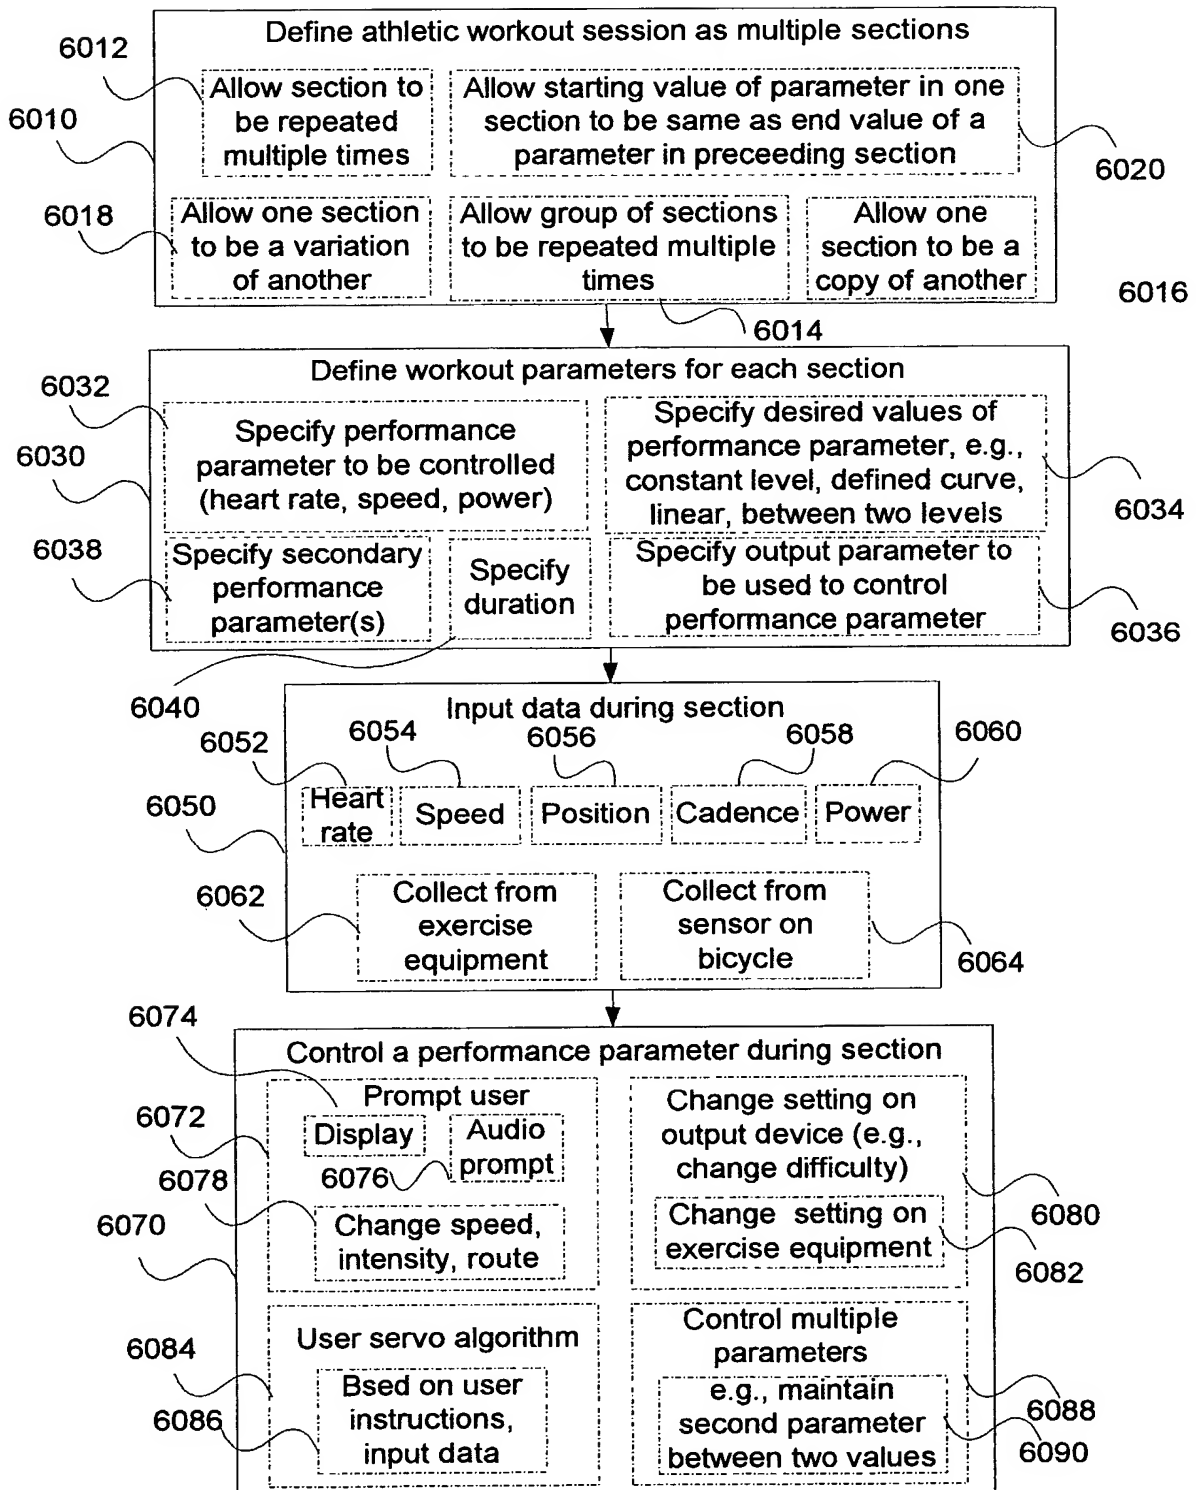 Define athletic workout session as multiple sections
6012
Allow section to
be repeated
multiple times
Allow starting value of parameter in one
section to be same as end value of a
parameter in preceeding section
6010
6020
6018
Allow one section
to be a variation
of another
Allow group of sections
to be repeated multiple
times
Allow one
section to be a
copy of another
6016
6014
Define workout parameters for each section
6032
Specify performance
parameter to be controlled
(heart rate, speed, power)
Specify desired values of
performance parameter, e.g.,
constant level, defined curve,
linear, between two levels
6030
6034
6038
Specify secondary
performance
parameter(s)
Specify
duration
Specify output parameter to
be used to control
performance parameter
6036
6040
Input data during section
6052
6054
6056
6058
6060
6050
Heart
rate
Speed
Position
Cadence
Power
6062
Collect from
exercise
equipment
Collect from
sensor on
bicycle
6064
6074
Control a performance parameter during section
Prompt user
6072
Display
Audio
prompt
6076
6078
Change speed,
intensity, route
6070
Change setting on
output device (e.g.,
change difficulty)
6080
Change setting on
exercise equipment
6082
User servo algorithm
6084
Bsed on user
instructions,
input data
6086
Control multiple
parameters
6088
e.g., maintain
second parameter
between two values
6090